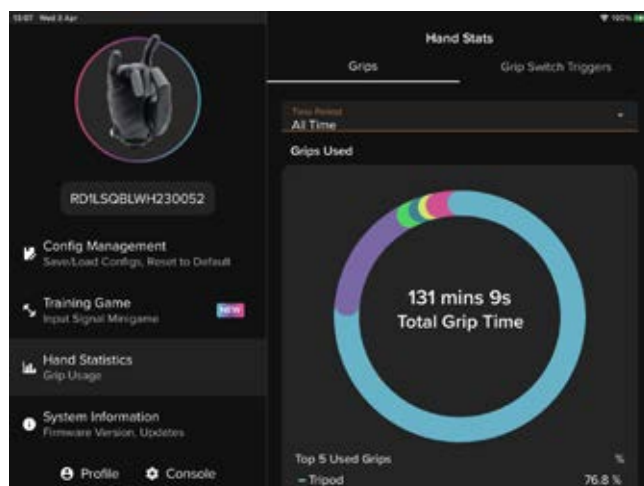 13:07 Wed 3 Apr
100%
RD1LSQBLWH230052
Config Management
Save/Load Configs, Reset to Default
Training Game
Input Signal Minigame
NEW
Hand Statistics
Grip Usage
System Information
Firmware Version, Updates
Profile
Console
Hand Stats
Grips
Grip Switch Triggers
Time Period
All Time
Grips Used
131 mins 9s
Total Grip Time
Top 5 Used Grips
%
Tripod
76.8 %